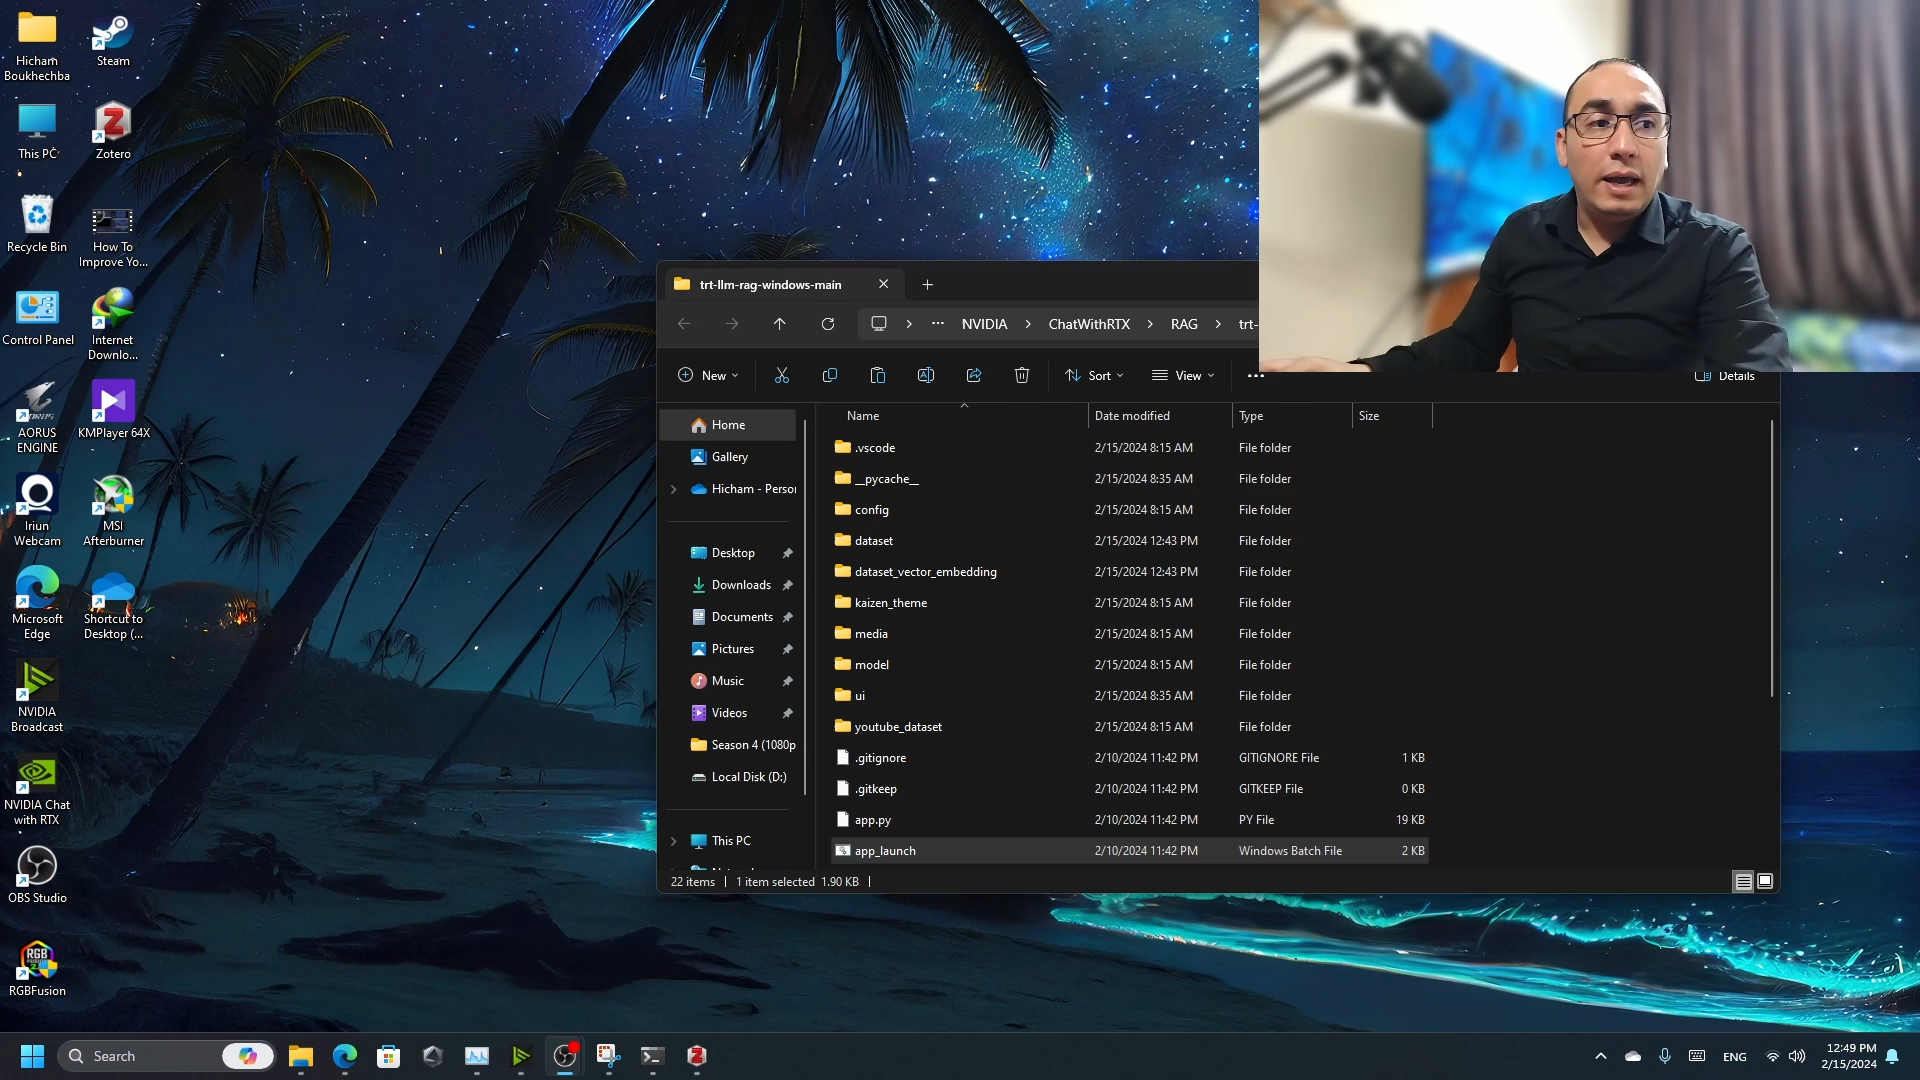 Hicham
Boukhechba
Steam
This PC
Zotero
Recycle Bin
How To
Improve Yo...
Control Panel
Internet
Downlo...
AORUS
ENGINE
KMPlayer 64X
Iriun
Webcam
MSI
Afterburner
Microsoft
Edge
Shortcut to
Desktop (...
NVIDIA
Broadcast
NVIDIA Chat
with RTX
OBS Studio
RGBFusion
trt-llm-rag-windows-main
NVIDIA
ChatWithRTX
RAG
trt-
New
Sort
View
Details
Home
Gallery
Hicham - Person
Desktop
Downloads
Documents
Pictures
Music
Videos
Season 4 (1080p
Local Disk (D:)
This PC
Name Date modified Type Size
.vscode 2/15/2024 8:15 AM File folder
__pycache__ 2/15/2024 8:35 AM File folder
config 2/15/2024 8:15 AM File folder
dataset 2/15/2024 12:43 PM File folder
dataset_vector_embedding 2/15/2024 12:43 PM File folder
kaizen_theme 2/15/2024 8:15 AM File folder
media 2/15/2024 8:15 AM File folder
model 2/15/2024 8:15 AM File folder
ui 2/15/2024 8:35 AM File folder
youtube_dataset 2/15/2024 8:15 AM File folder
.gitignore 2/10/2024 11:42 PM GITIGNORE File 1 KB
.gitkeep 2/10/2024 11:42 PM GITKEEP File 0 KB
app.py 2/10/2024 11:42 PM PY File 19 KB
app_launch 2/10/2024 11:42 PM Windows Batch File 2 KB
22 items | 1 item selected 1.90 KB |
Search
ENG
12:49 PM
2/15/2024